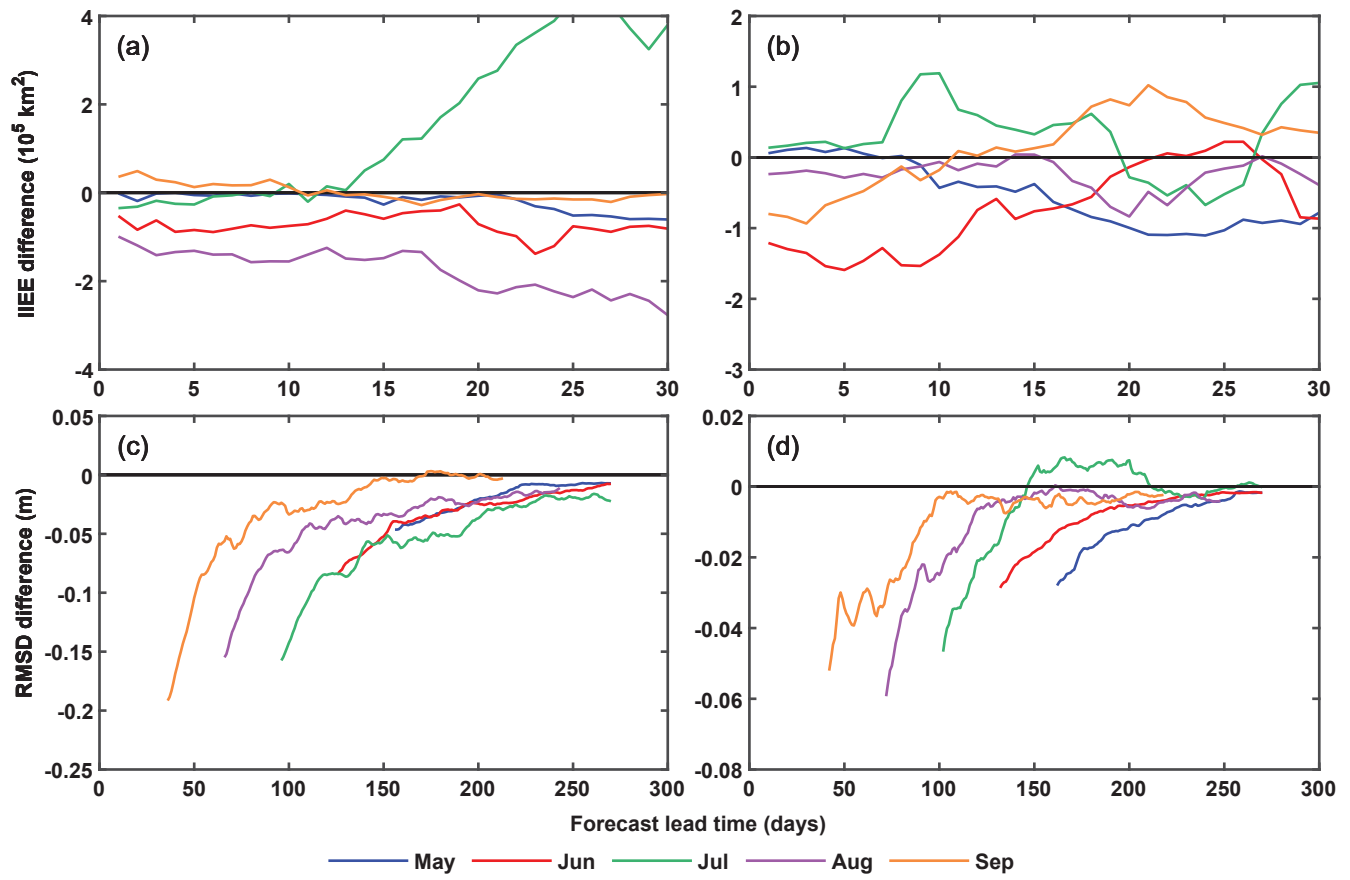 (a)
IIEE difference (10⁵ km²)
4
2
0
-2
-4
0 5 10 15 20 25 30
(b)
2
1
0
-1
-2
-3
0 5 10 15 20 25 30
(c)
RMSD difference (m)
0.05
0
-0.05
-0.1
-0.15
-0.2
-0.25
0 50 100 150 200 250 300
(d)
0.02
0
-0.02
-0.04
-0.06
-0.08
0 50 100 150 200 250 300
Forecast lead time (days)
May Jun Jul Aug Sep